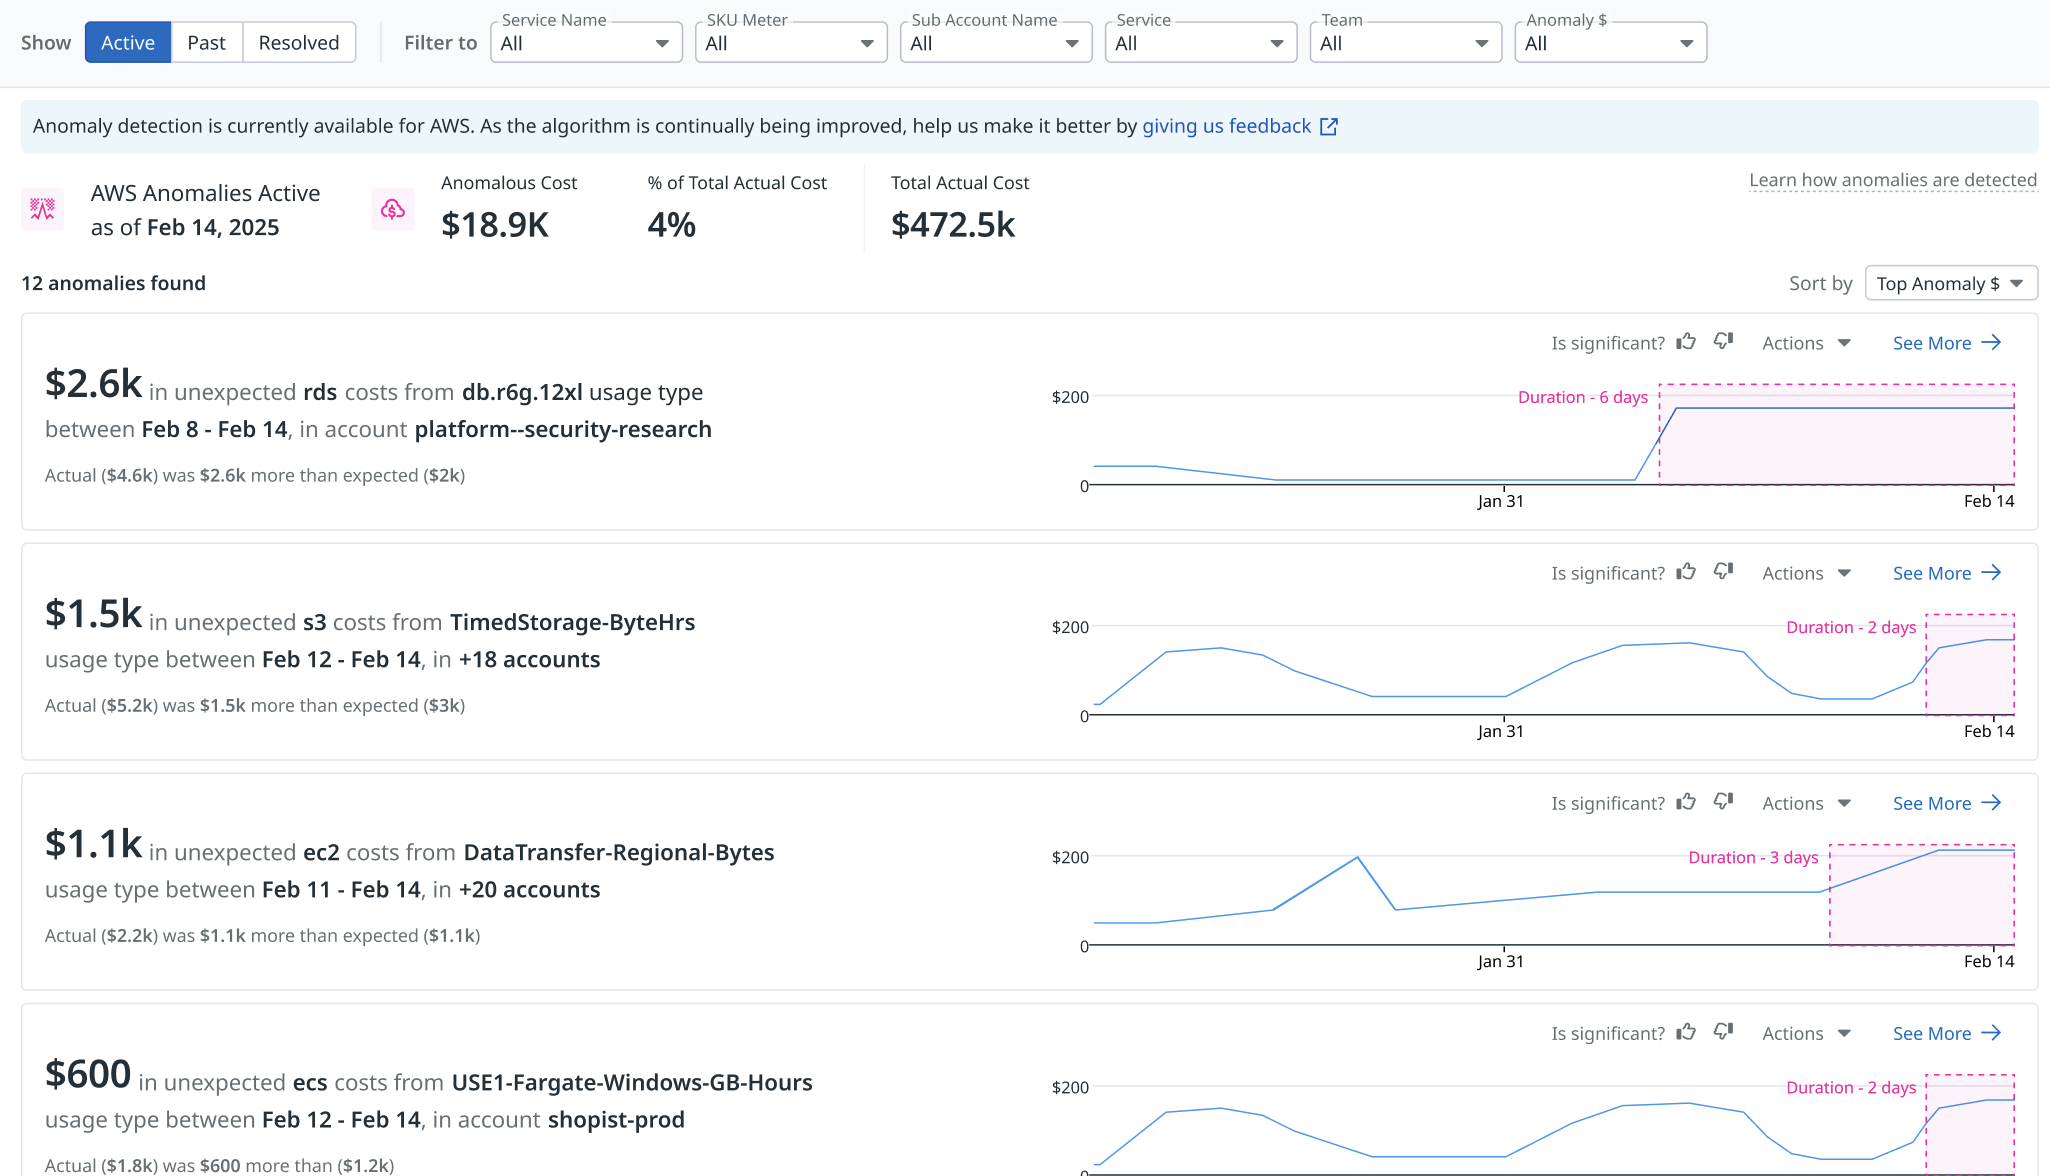 Show Active Past Resolved Filter to Service Name All SKU Meter All Sub Account Name All Service All Team All Anomaly $ All
Anomaly detection is currently available for AWS. As the algorithm is continually being improved, help us make it better by giving us feedback
AWS Anomalies Active
as of Feb 14, 2025
Anomalous Cost
$18.9K
% of Total Actual Cost
4%
Total Actual Cost
$472.5k
Learn how anomalies are detected
12 anomalies found
Sort by Top Anomaly $
Is significant? Actions See More
$2.6k in unexpected rds costs from db.r6g.12xl usage type
between Feb 8 - Feb 14, in account platform--security-research
Actual ($4.6k) was $2.6k more than expected ($2k)
$200
Duration - 6 days
0
Jan 31
Feb 14
Is significant? Actions See More
$1.5k in unexpected s3 costs from TimedStorage-ByteHrs
usage type between Feb 12 - Feb 14, in +18 accounts
Actual ($5.2k) was $1.5k more than expected ($3k)
$200
Duration - 2 days
0
Jan 31
Feb 14
Is significant? Actions See More
$1.1k in unexpected ec2 costs from DataTransfer-Regional-Bytes
usage type between Feb 11 - Feb 14, in +20 accounts
Actual ($2.2k) was $1.1k more than expected ($1.1k)
$200
Duration - 3 days
0
Jan 31
Feb 14
Is significant? Actions See More
$600 in unexpected ecs costs from USE1-Fargate-Windows-GB-Hours
usage type between Feb 12 - Feb 14, in account shopist-prod
Actual ($1.8k) was $600 more than ($1.2k)
$200
Duration - 2 days
0